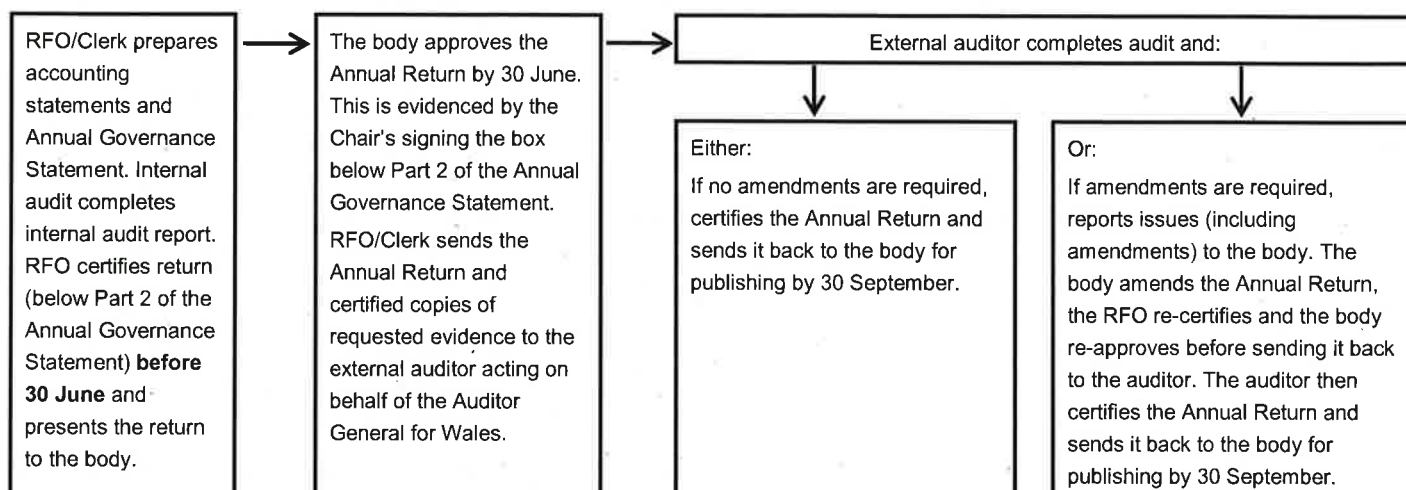 RFO/Clerk prepares
accounting
statements and
Annual Governance
Statement. Internal
audit completes
internal audit report.
RFO certifies return
(below Part 2 of the
Annual Governance
Statement) before
30 June and
presents the return
to the body.
The body approves the
Annual Return by 30 June.
This is evidenced by the
Chair's signing the box
below Part 2 of the Annual
Governance Statement.
RFO/Clerk sends the
Annual Return and
certified copies of
requested evidence to the
external auditor acting on
behalf of the Auditor
General for Wales.
External auditor completes audit and:
Either:
If no amendments are required,
certifies the Annual Return and
sends it back to the body for
publishing by 30 September.
Or:
If amendments are required,
reports issues (including
amendments) to the body. The
body amends the Annual Return,
the RFO re-certifies and the body
re-approves before sending it back
to the auditor. The auditor then
certifies the Annual Return and
sends it back to the body for
publishing by 30 September.